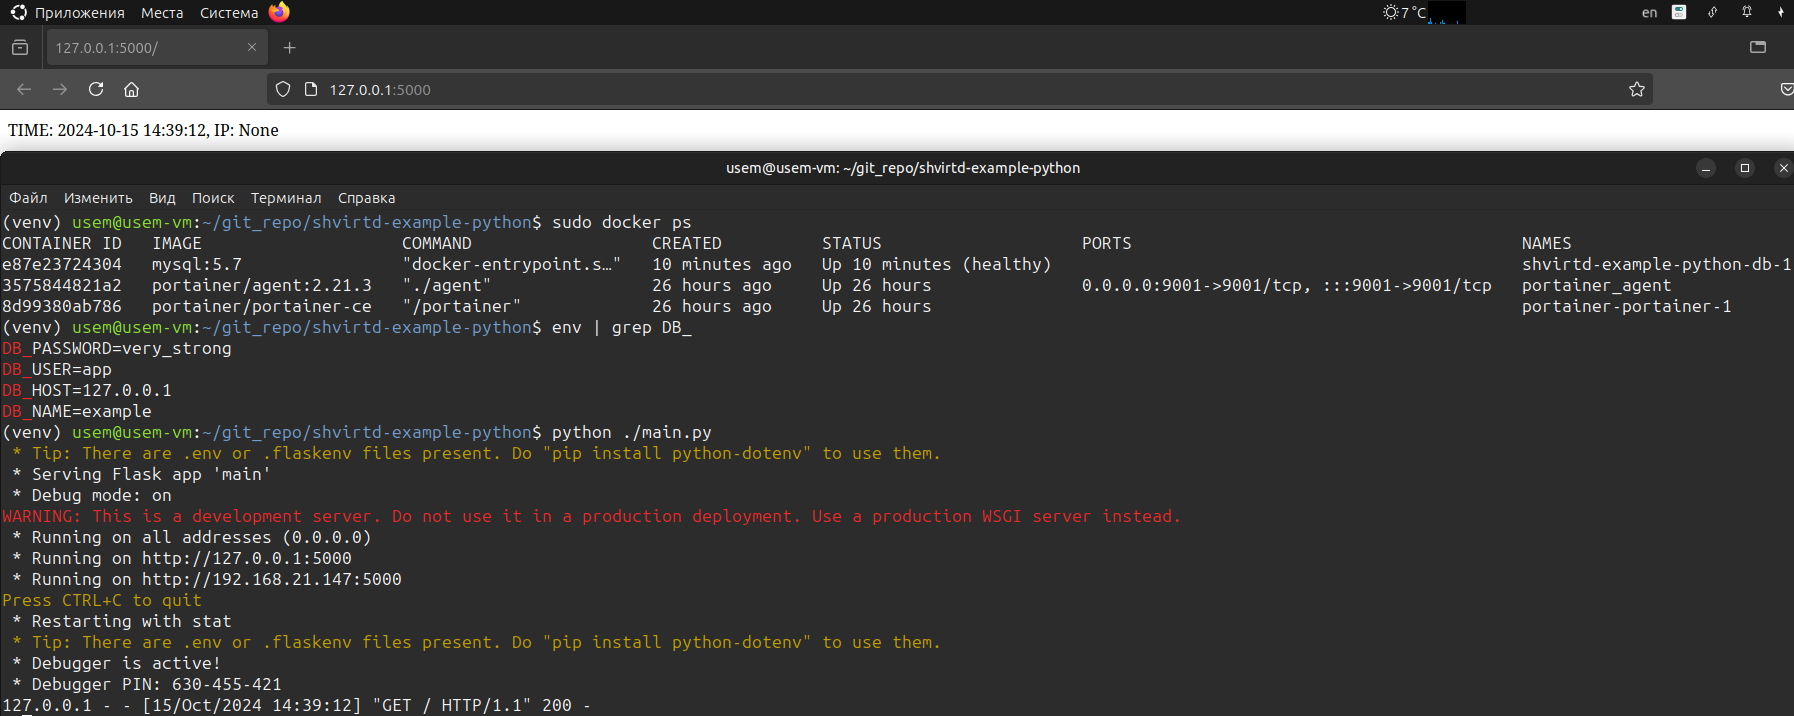 Приложения Места Система 7 °C en
127.0.0.1:5000/
127.0.0.1:5000
TIME: 2024-10-15 14:39:12, IP: None
usem@usem-vm: ~/git_repo/shvirtd-example-python
Файл Изменить Вид Поиск Терминал Справка
(venv) usem@usem-vm:~/git_repo/shvirtd-example-python$ sudo docker ps
CONTAINER ID IMAGE COMMAND CREATED STATUS PORTS NAMES
e87e23724304 mysql:5.7 "docker-entrypoint.s…" 10 minutes ago Up 10 minutes (healthy) shvirtd-example-python-db-1
3575844821a2 portainer/agent:2.21.3 "./agent" 26 hours ago Up 26 hours 0.0.0.0:9001->9001/tcp, :::9001->9001/tcp portainer_agent
8d99380ab786 portainer/portainer-ce "/portainer" 26 hours ago Up 26 hours portainer-portainer-1
(venv) usem@usem-vm:~/git_repo/shvirtd-example-python$ env | grep DB_
DB_PASSWORD=very_strong
DB_USER=app
DB_HOST=127.0.0.1
DB_NAME=example
(venv) usem@usem-vm:~/git_repo/shvirtd-example-python$ python ./main.py
* Tip: There are .env or .flaskenv files present. Do "pip install python-dotenv" to use them.
* Serving Flask app 'main'
* Debug mode: on
WARNING: This is a development server. Do not use it in a production deployment. Use a production WSGI server instead.
* Running on all addresses (0.0.0.0)
* Running on http://127.0.0.1:5000
* Running on http://192.168.21.147:5000
Press CTRL+C to quit
* Restarting with stat
* Tip: There are .env or .flaskenv files present. Do "pip install python-dotenv" to use them.
* Debugger is active!
* Debugger PIN: 630-455-421
127.0.0.1 - - [15/Oct/2024 14:39:12] "GET / HTTP/1.1" 200 -